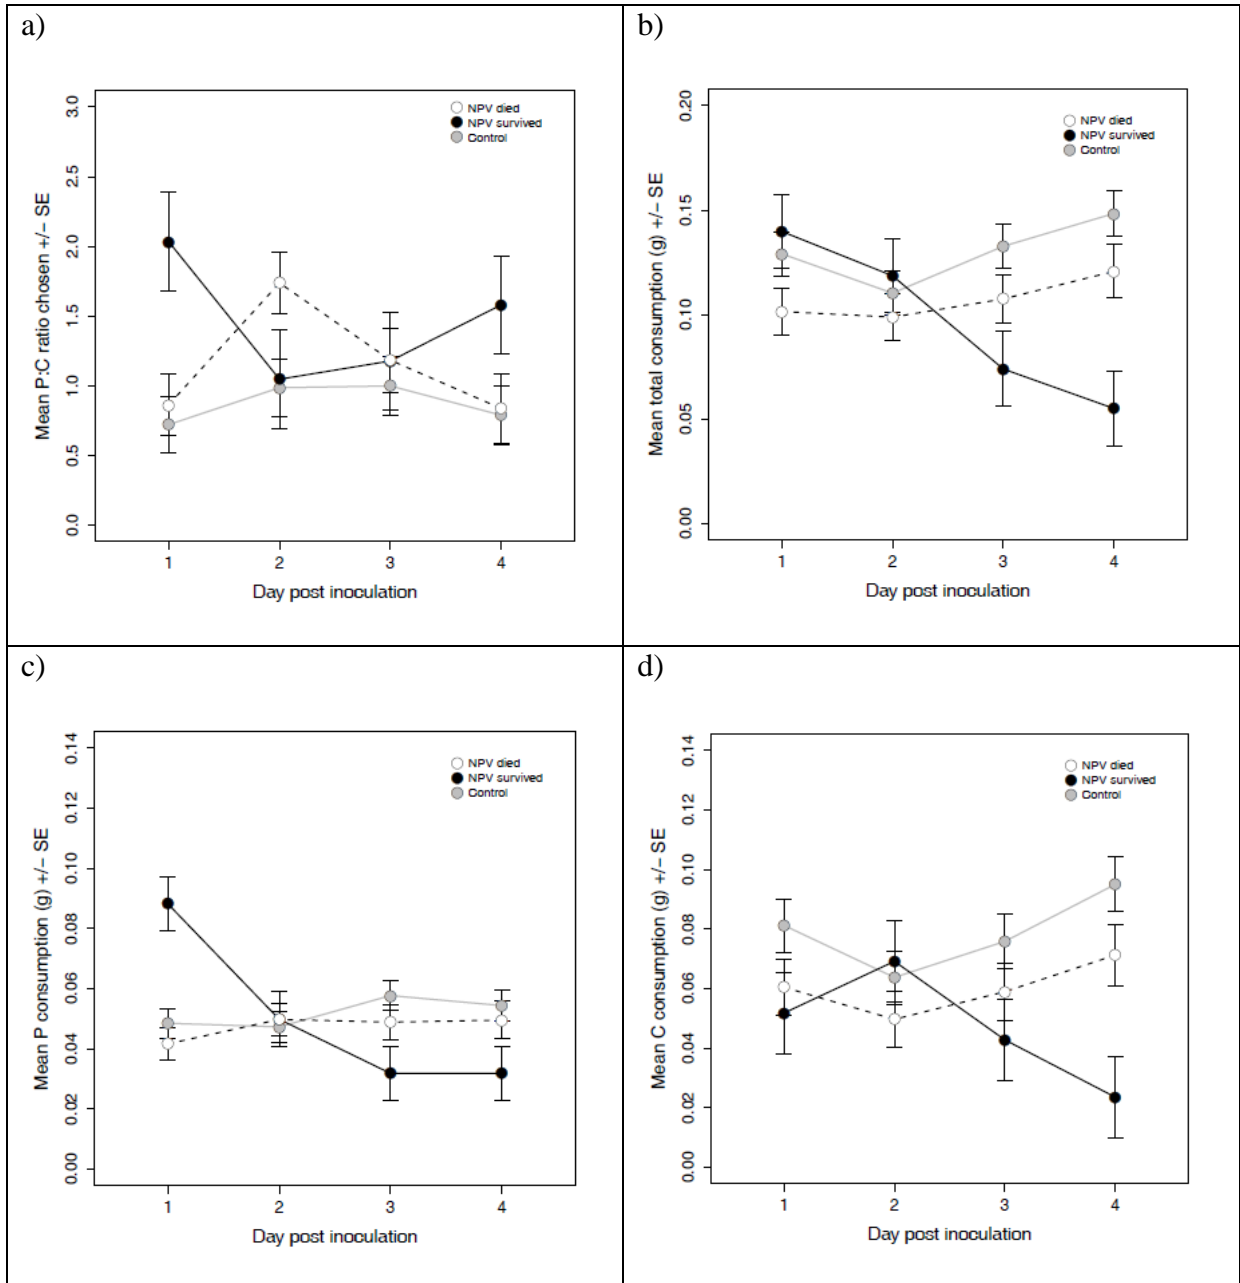 a)
Mean P:C ratio chosen +/− SE
3.0
2.5
2.0
1.5
1.0
0.5
0.0
NPV died
NPV survived
Control
1 2 3 4
Day post inoculation
b)
Mean total consumption (g) +/− SE
0.20
0.15
0.10
0.05
0.00
NPV died
NPV survived
Control
1 2 3 4
Day post inoculation
c)
Mean P consumption (g) +/− SE
0.14
0.12
0.10
0.08
0.06
0.04
0.02
0.00
NPV died
NPV survived
Control
1 2 3 4
Day post inoculation
d)
Mean C consumption (g) +/− SE
0.14
0.12
0.10
0.08
0.06
0.04
0.02
0.00
NPV died
NPV survived
Control
1 2 3 4
Day post inoculation